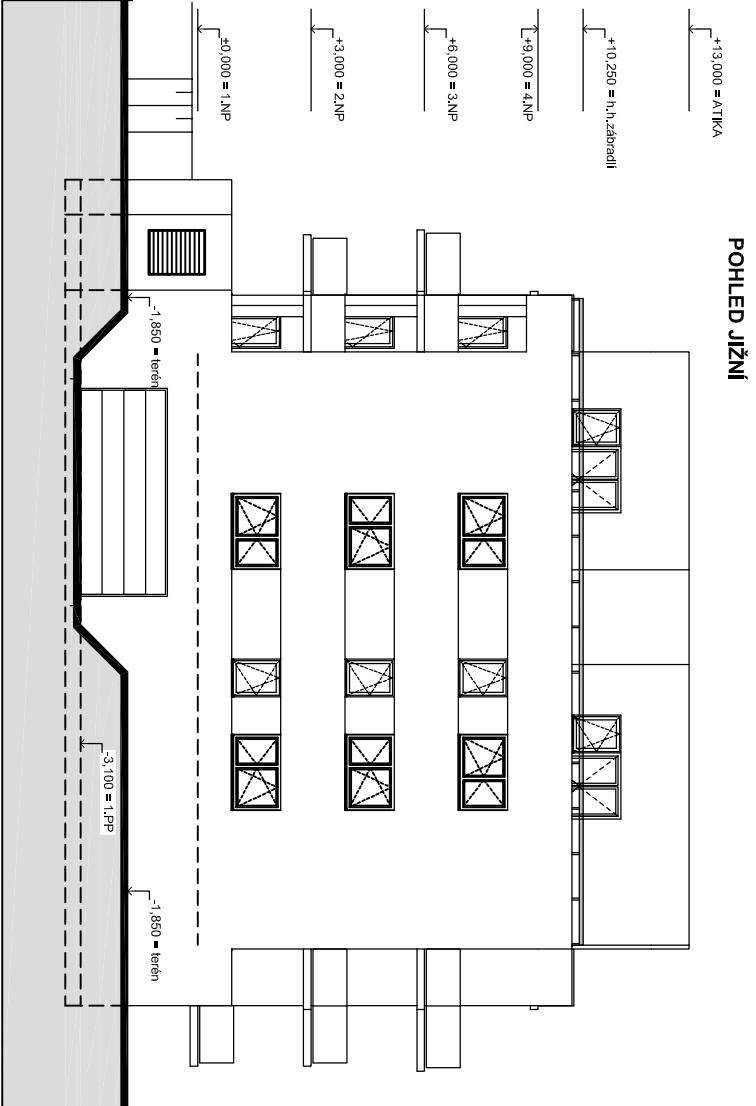 POHLED JIŽNÍ
+13,000 = ATIKA
+10,250 = h.h.zábradlí
+9,000 = 4.NP
+6,000 = 3.NP
+3,000 = 2.NP
±0,000 = 1.NP
-1,850 = terén
-3,100 = 1.PP
-1,850 = terén